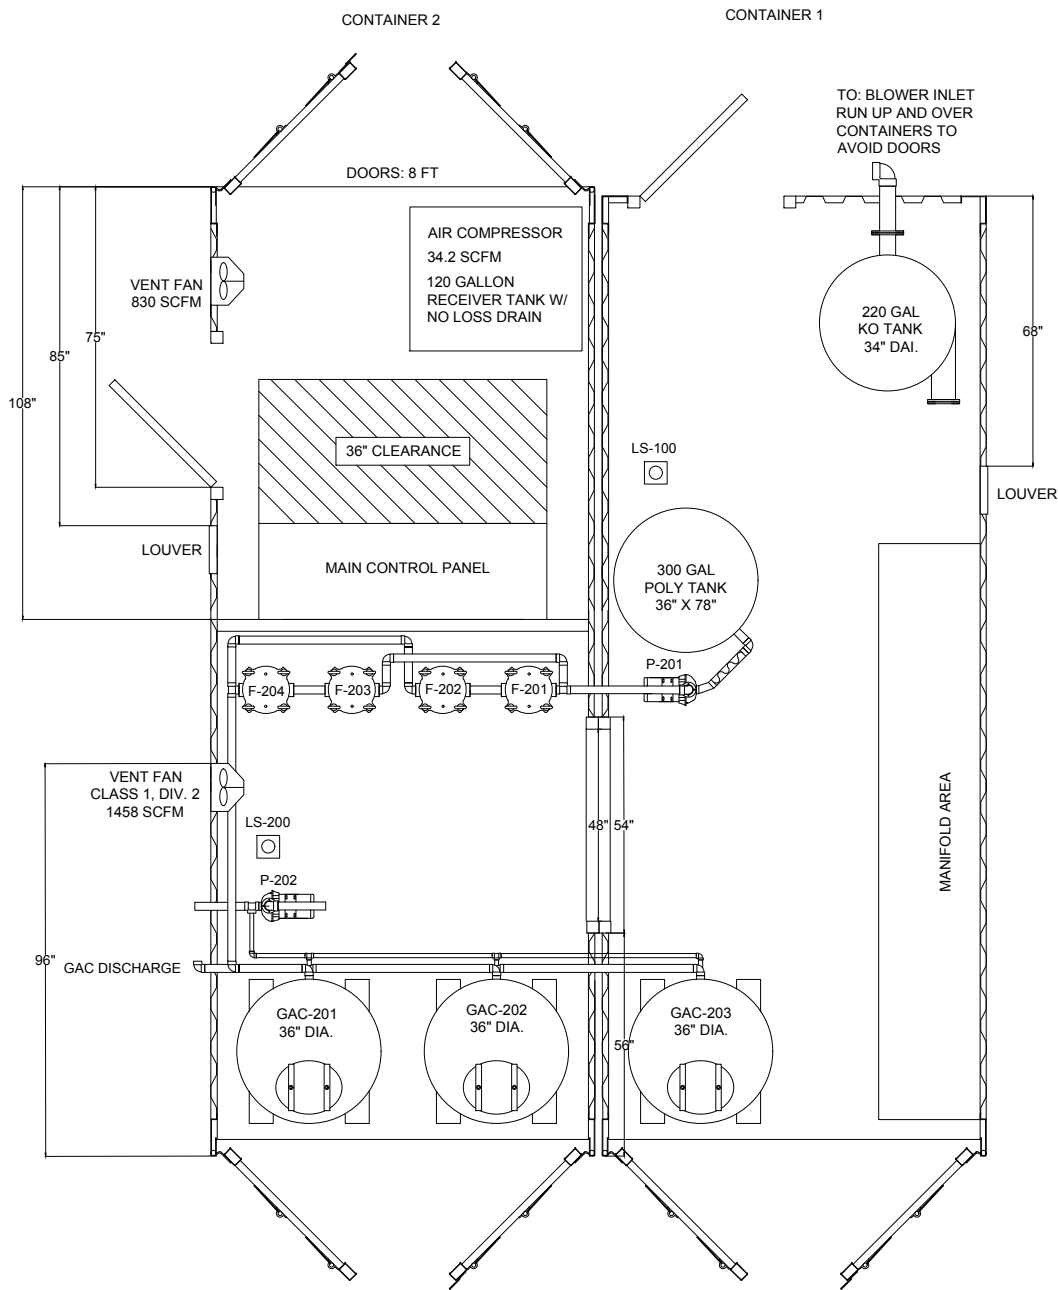 CONTAINER 2
CONTAINER 1
TO: BLOWER INLET
RUN UP AND OVER
CONTAINERS TO
AVOID DOORS
DOORS: 8 FT
AIR COMPRESSOR
34.2 SCFM
120 GALLON
RECEIVER TANK W/
NO LOSS DRAIN
VENT FAN
830 SCFM
220 GAL
KO TANK
34" DAI.
75"
85"
108"
68"
36" CLEARANCE
LS-100
LOUVER
LOUVER
MAIN CONTROL PANEL
300 GAL
POLY TANK
36" X 78"
P-201
F-204
F-203
F-202
F-201
VENT FAN
CLASS 1, DIV. 2
1458 SCFM
LS-200
48"
54"
MANIFOLD AREA
P-202
96"
GAC DISCHARGE
GAC-201
36" DIA.
GAC-202
36" DIA.
GAC-203
36" DIA.
56"